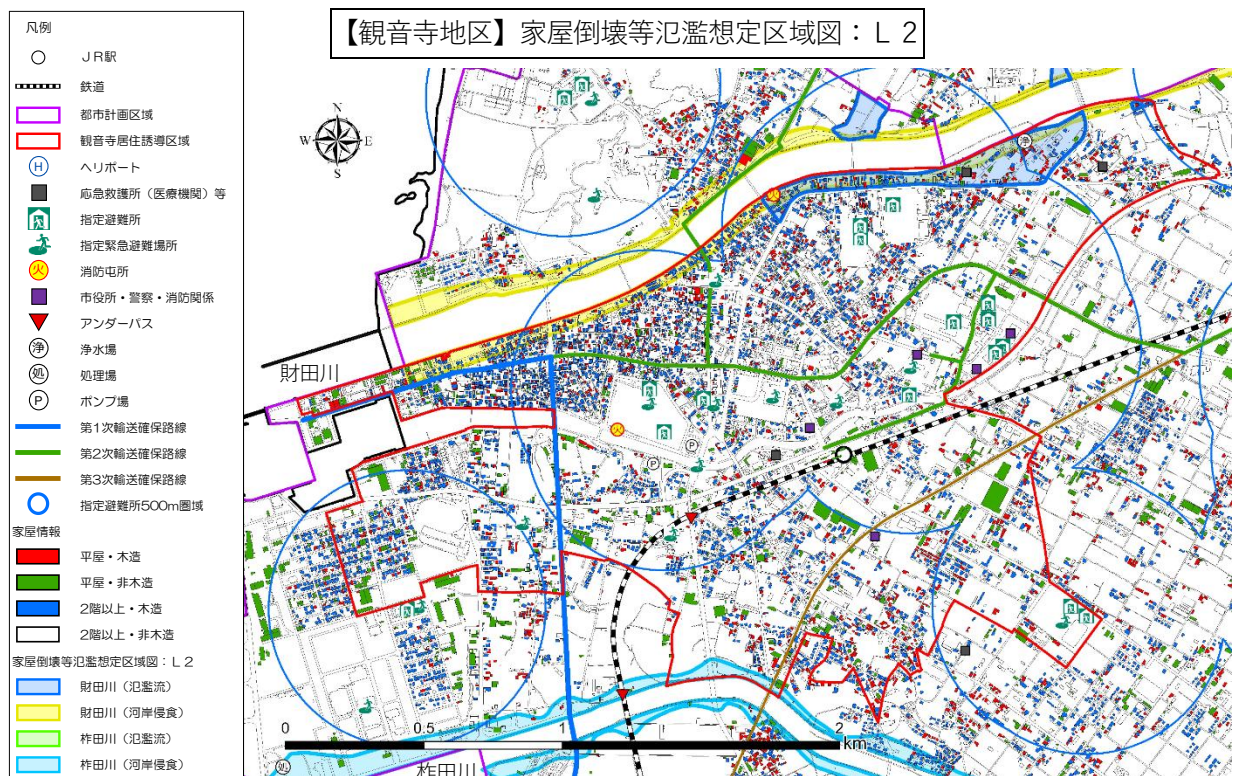 【観音寺地区】家屋倒壊等氾濫想定区域図：Ｌ２
凡例
ＪＲ駅
鉄道
都市計画区域
観音寺居住誘導区域
H
ヘリポート
応急救護所（医療機関）等
指定避難所
指定緊急避難場所
火
消防屯所
市役所・警察・消防関係
アンダーパス
浄
浄水場
処
処理場
P
ポンプ場
第1次輸送確保路線
第2次輸送確保路線
第3次輸送確保路線
指定避難所500m圏域
家屋情報
平屋・木造
平屋・非木造
2階以上・木造
2階以上・非木造
家屋倒壊等氾濫想定区域図：Ｌ２
財田川（氾濫流）
財田川（河岸侵食）
柞田川（氾濫流）
柞田川（河岸侵食）
N
W
E
S
浄
火
財田川
火
P
P
0
0.5
1
2
km
処
柞田川